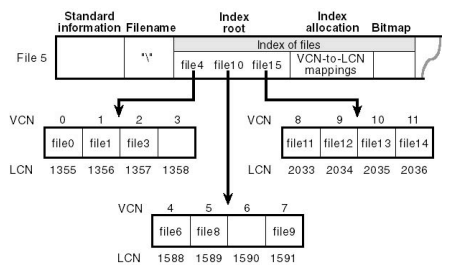 Standard information Filename Index root Index allocation Bitmap
File 5 "\" Index of files
file4 file10 file15 VCN-to-LCN mappings
VCN 0 1 2 3
file0 file1 file3
LCN 1355 1356 1357 1358
VCN 8 9 10 11
file11 file12 file13 file14
LCN 2033 2034 2035 2036
VCN 4 5 6 7
file6 file8 file9
LCN 1588 1589 1590 1591